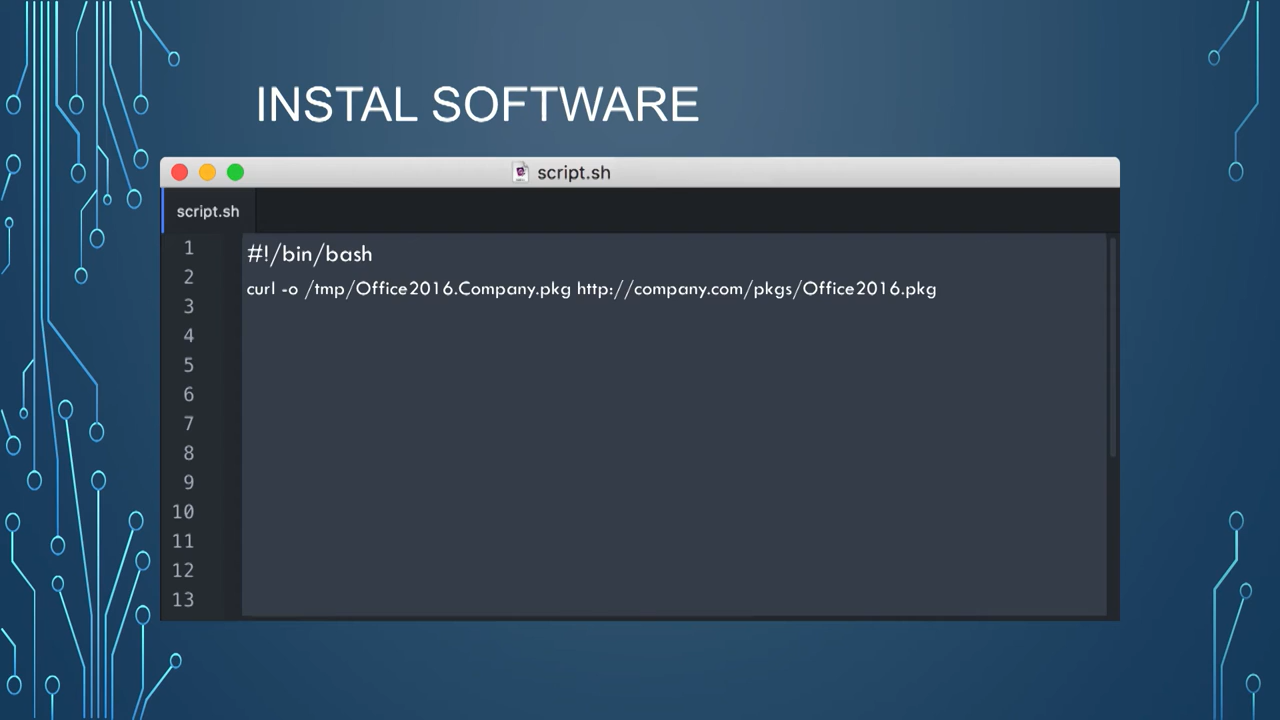 INSTAL SOFTWARE
script.sh
script.sh
1 #!/bin/bash
2 curl -o /tmp/Office2016.Company.pkg http://company.com/pkgs/Office2016.pkg
3
4
5
6
7
8
9
10
11
12
13